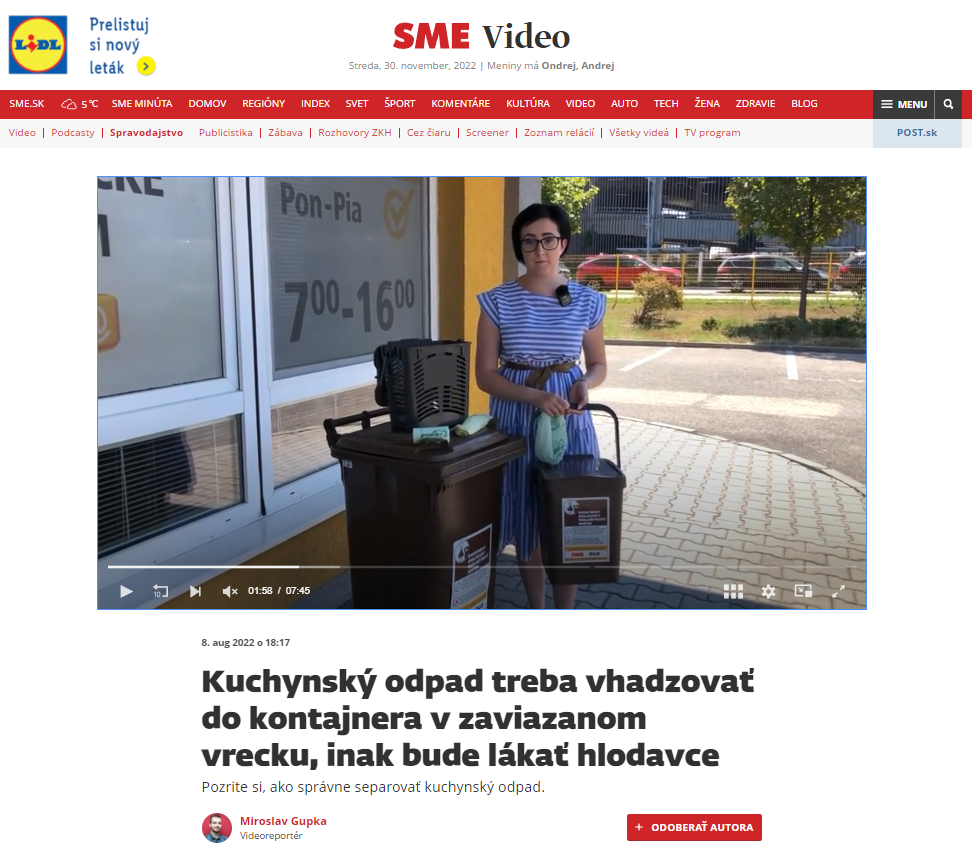 LIDL
Prelistuj
si nový
leták
SME Video
Streda, 30. november, 2022 | Meniny má Ondrej, Andrej
SME.SK 5 °C SME MINÚTA DOMOV REGIÓNY INDEX SVET ŠPORT KOMENTÁRE KULTÚRA VIDEO AUTO TECH ŽENA ZDRAVIE BLOG MENU
Video | Podcasty | Spravodajstvo Publicistika | Zábava | Rozhovory ZKH | Cez čiaru | Screener | Zoznam relácií | Všetky videá | TV program POST.sk
Pon-Pia
7⁰⁰-16⁰⁰
10
01:58 / 07:45
8. aug 2022 o 18:17
Kuchynský odpad treba vhadzovať
do kontajnera v zaviazanom
vrecku, inak bude lákať hlodavce
Pozrite si, ako správne separovať kuchynský odpad.
Miroslav Gupka
Videoreportér
+ ODOBERAŤ AUTORA